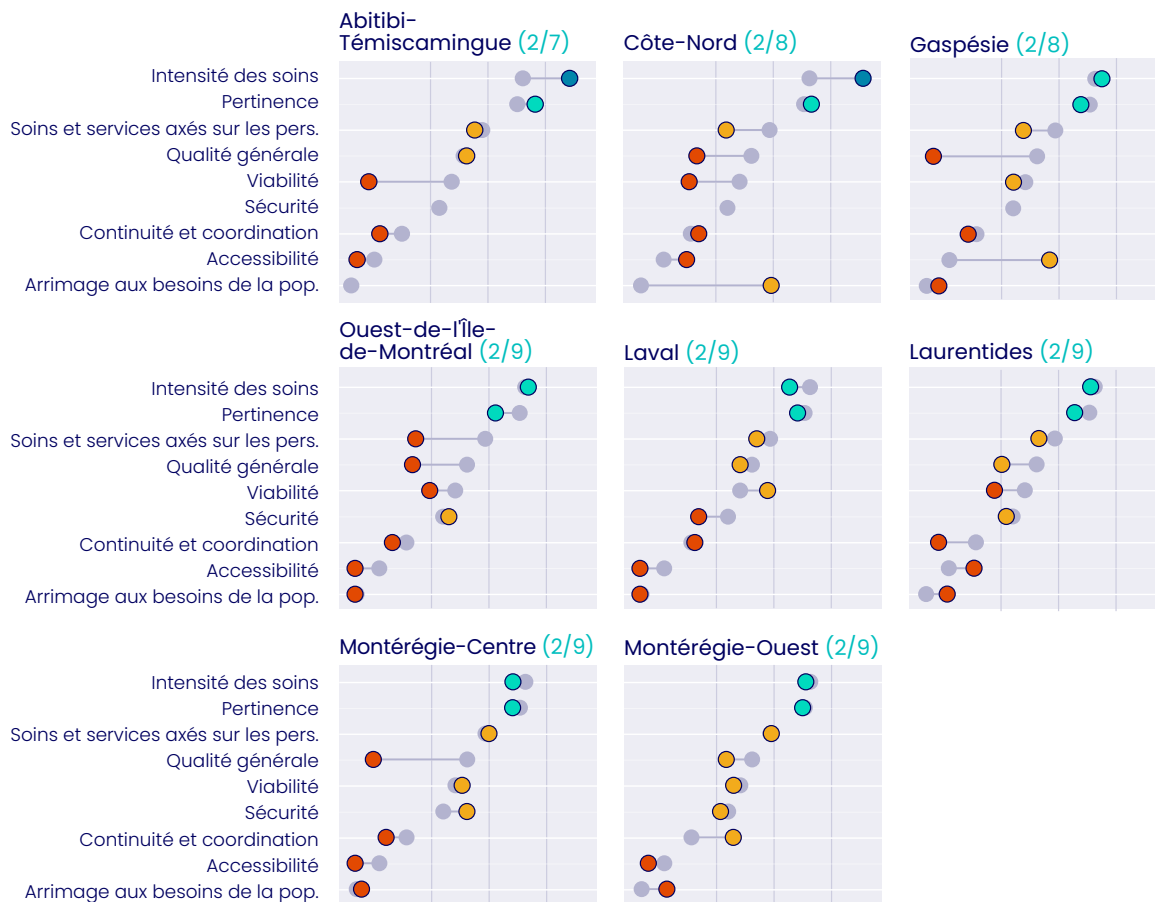 Abitibi-
Témiscamingue (2/7)
Côte-Nord (2/8)
Gaspésie (2/8)
Intensité des soins
Pertinence
Soins et services axés sur les pers.
Qualité générale
Viabilité
Sécurité
Continuité et coordination
Accessibilité
Arrimage aux besoins de la pop.
Ouest-de-l'Île-
de-Montréal (2/9)
Laval (2/9)
Laurentides (2/9)
Intensité des soins
Pertinence
Soins et services axés sur les pers.
Qualité générale
Viabilité
Sécurité
Continuité et coordination
Accessibilité
Arrimage aux besoins de la pop.
Montérégie-Centre (2/9)
Montérégie-Ouest (2/9)
Intensité des soins
Pertinence
Soins et services axés sur les pers.
Qualité générale
Viabilité
Sécurité
Continuité et coordination
Accessibilité
Arrimage aux besoins de la pop.